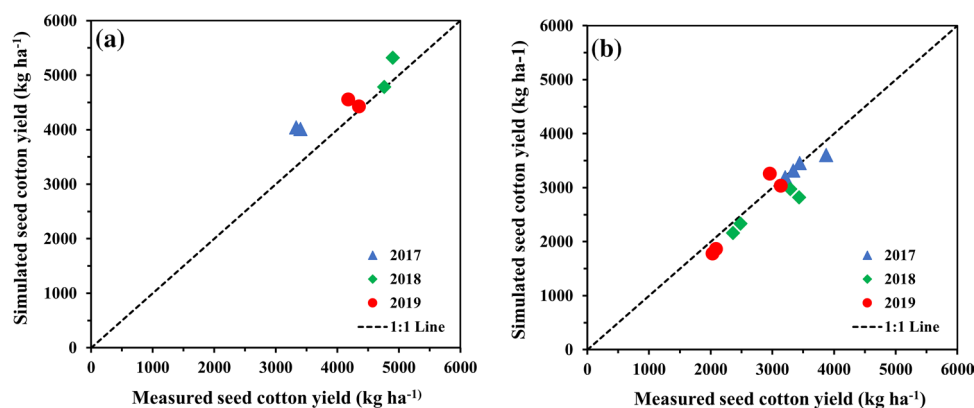 (a)
Simulated seed cotton yield (kg ha⁻¹)
6000
5000
4000
3000
2000
1000
0
0 1000 2000 3000 4000 5000 6000
Measured seed cotton yield (kg ha⁻¹⁾
2017
2018
2019
1:1 Line
(b)
Simulated seed cotton yield (kg ha-1)
6000
5000
4000
3000
2000
1000
0
0 1000 2000 3000 4000 5000 6000
Measured seed cotton yield (kg ha⁻¹)
2017
2018
2019
1:1 Line